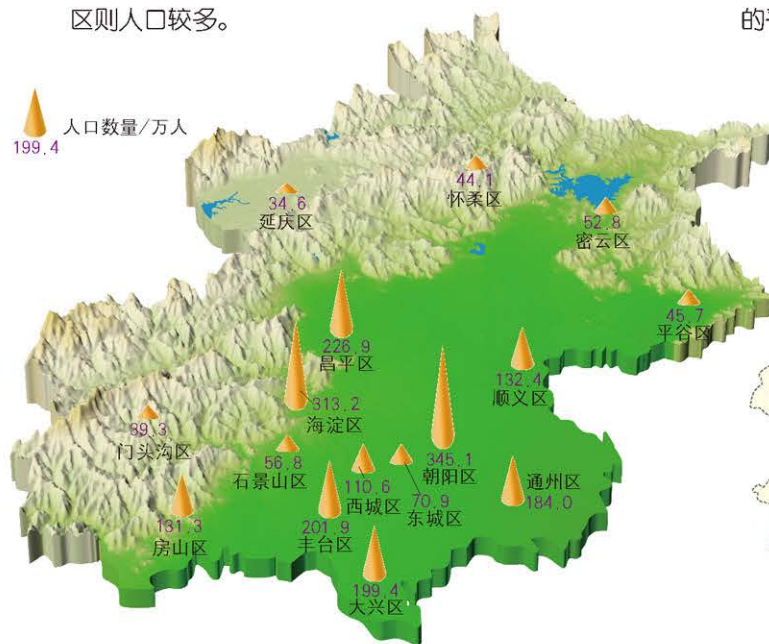 区则人口较多。
的
人口数量/万人
199.4
44.1
怀柔区
34.6
延庆区
52.8
密云区
45.7
平谷区
226.9
昌平区
132.4
顺义区
313.2
海淀区
39.3
门头沟区
56.8
石景山区
345.1
朝阳区
110.6
西城区
70.9
东城区
通州区
184.0
131.3
房山区
201.9
丰台区
199.4
大兴区